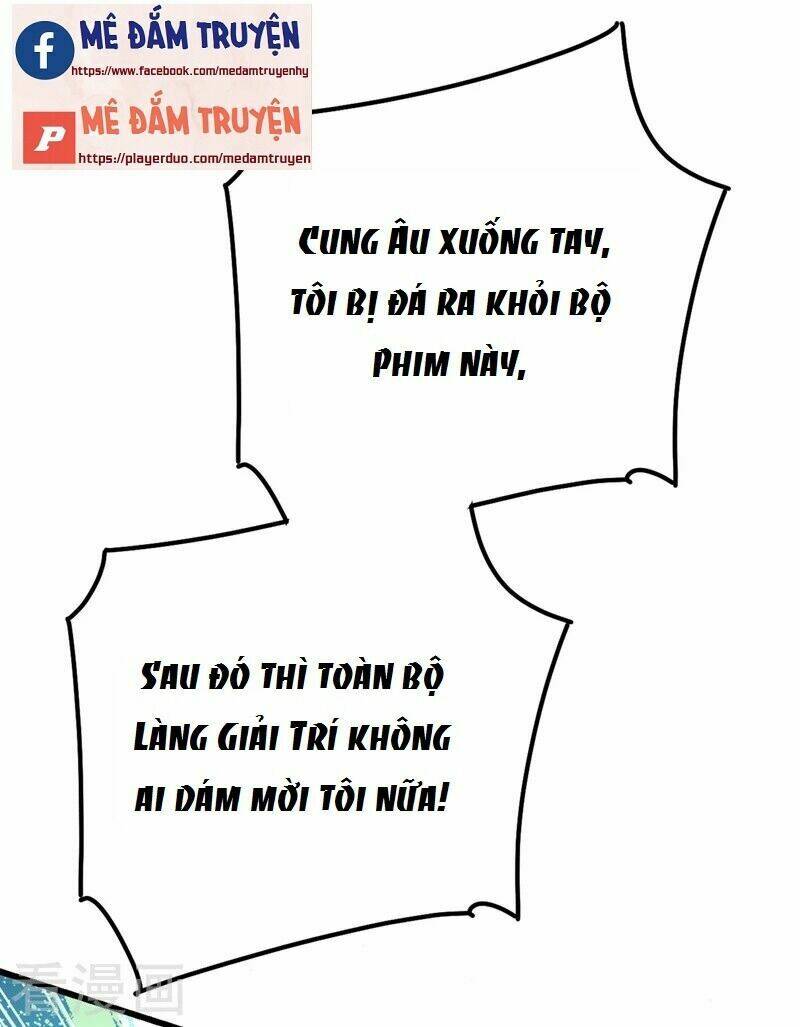 MÊ ĐẮM TRUYỆN
https://www.facebook.com/medamtruyenhy
MÊ ĐẮM TRUYỆN
https://playerduo.com/medamtruyen
CUNG ÂU XUỐNG TAY,
TÔI BỊ ĐÁ RA KHỎI BỘ
PHIM NÀY,
SAU ĐÓ THÌ TOÀN BỘ
LÀNG GIẢI TRÍ KHÔNG
AI DÁM MỜI TÔI NỮA!
看漫画